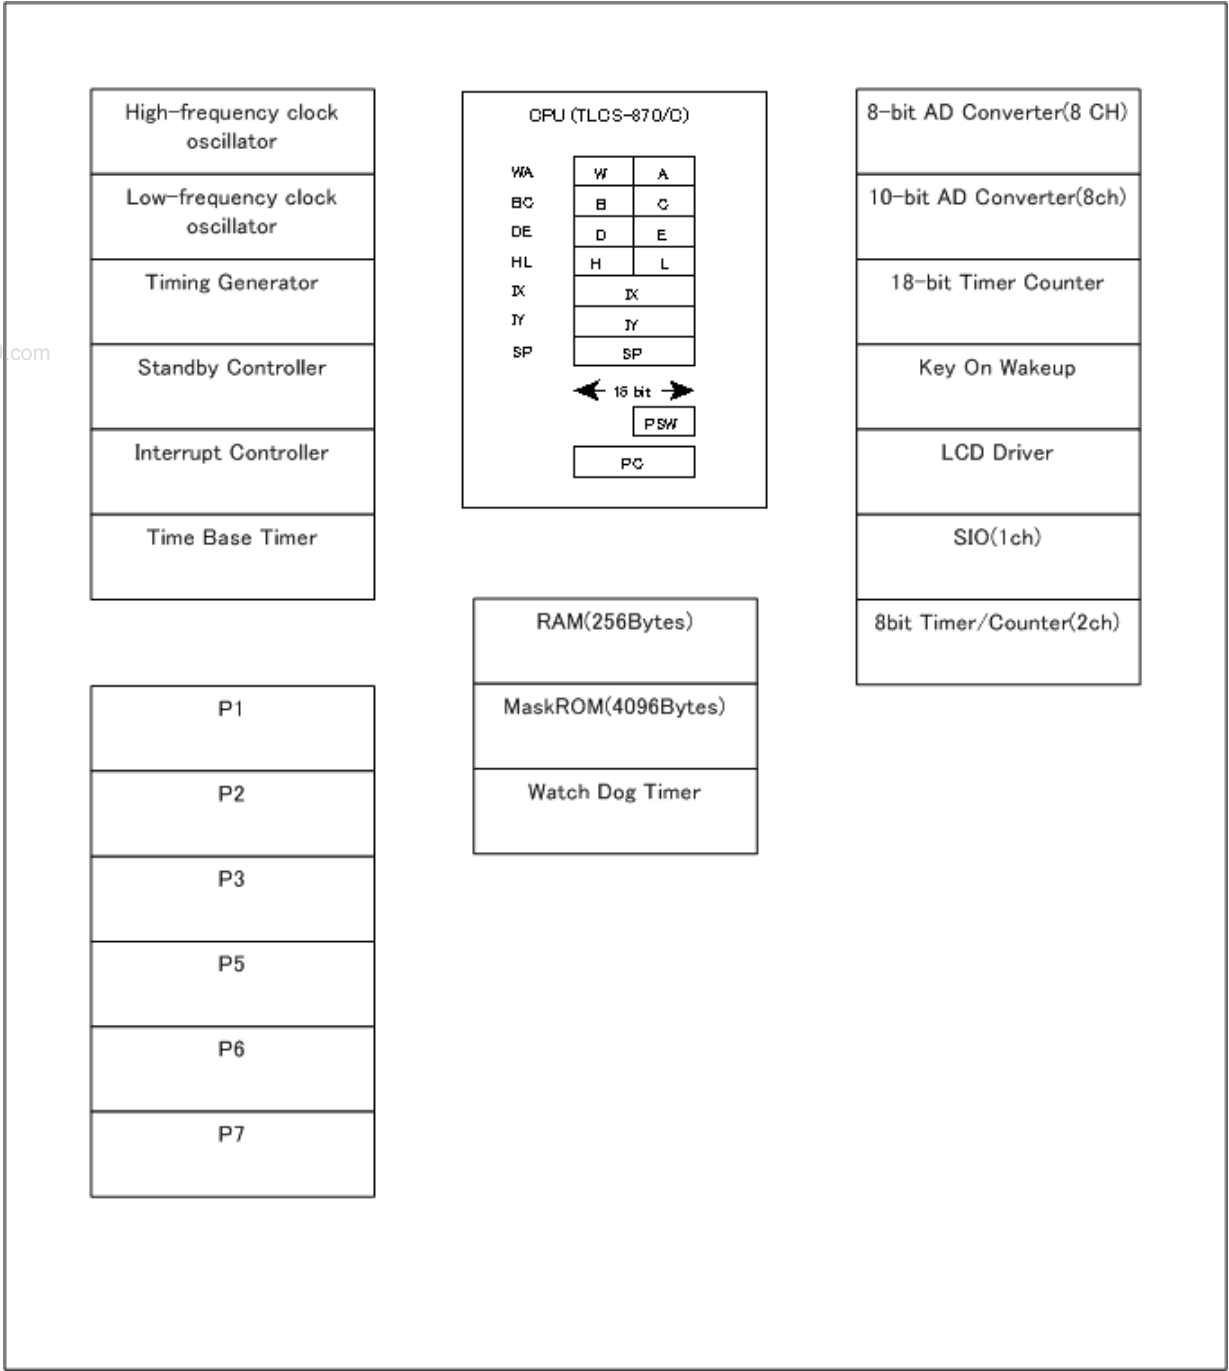 High-frequency clock
oscillator
Low-frequency clock
oscillator
Timing Generator
Standby Controller
Interrupt Controller
Time Base Timer
P1
P2
P3
P5
P6
P7
CPU (TLCS-870/C)
WA W A
BC B C
DE D E
HL H L
IX IX
IY IY
SP SP
16 bit
PSW
PC
RAM(256Bytes)
MaskROM(4096Bytes)
Watch Dog Timer
8-bit AD Converter(8 CH)
10-bit AD Converter(8ch)
18-bit Timer Counter
Key On Wakeup
LCD Driver
SIO(1ch)
8bit Timer/Counter(2ch)
.com